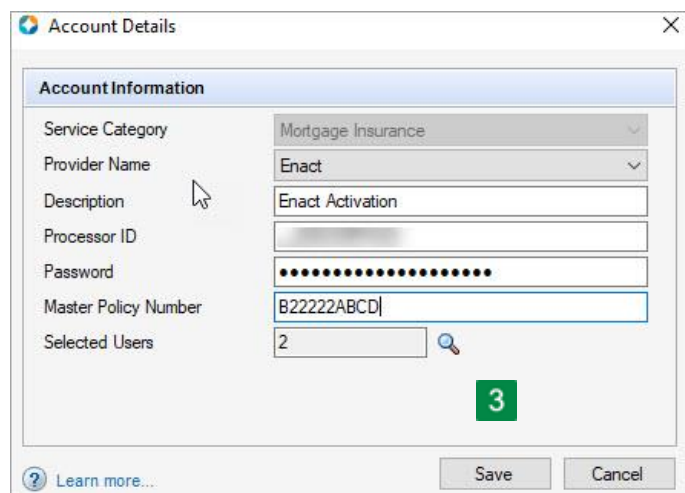 Account Details
Account Information
Service Category Mortgage Insurance
Provider Name Enact
Description Enact Activation
Processor ID
Password ••••••••••••••••••••
Master Policy Number B22222ABCD
Selected Users 2
3
? Learn more... Save Cancel